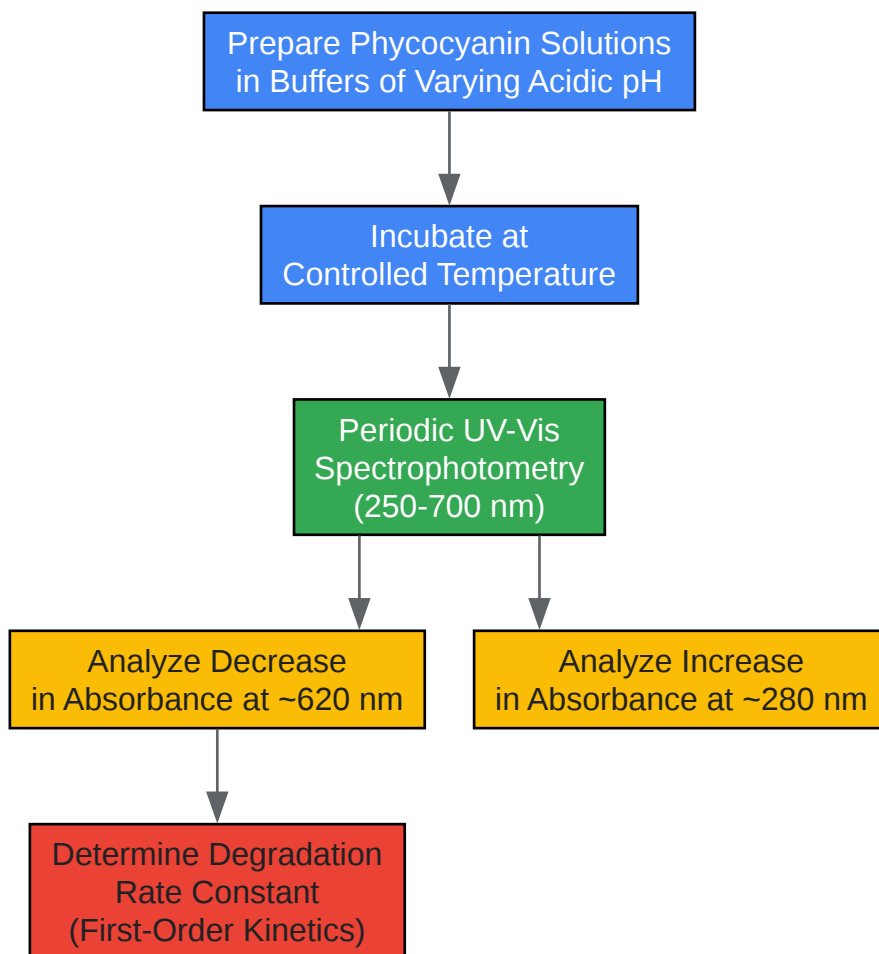 Prepare Phycocyanin Solutions
in Buffers of Varying Acidic pH
Incubate at
Controlled Temperature
Periodic UV-Vis
Spectrophotometry
(250-700 nm)
Analyze Decrease
in Absorbance at ~620 nm
Analyze Increase
in Absorbance at ~280 nm
Determine Degradation
Rate Constant
(First-Order Kinetics)